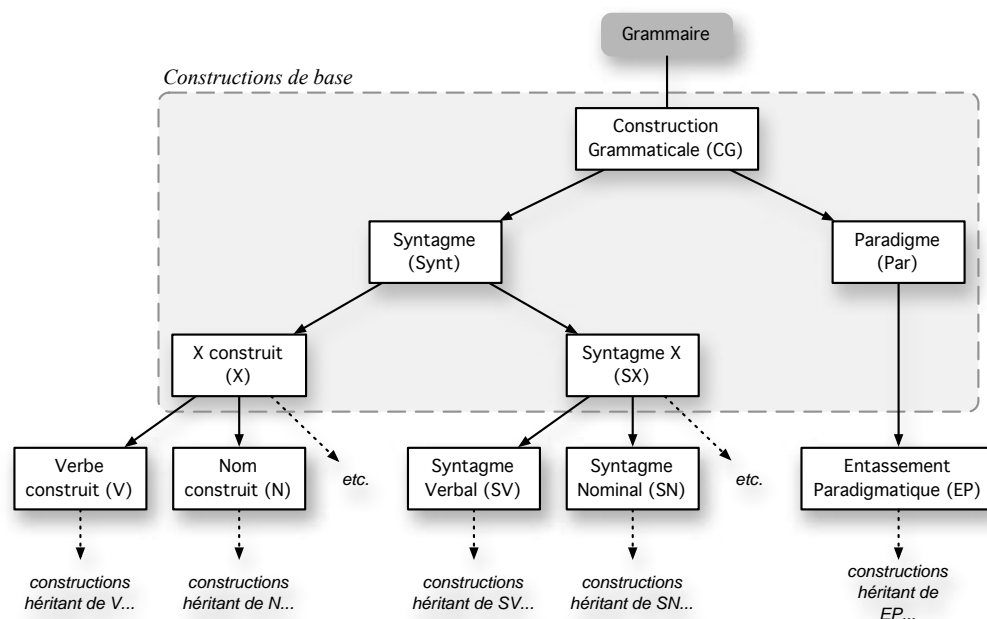 Grammaire
Constructions de base
Construction
Grammaticale (CG)
Syntagme
(Synt)
Paradigme
(Par)
X construit
(X)
Syntagme X
(SX)
Verbe
construit (V)
Nom
construit (N)
etc.
Syntagme
Verbal (SV)
Syntagme
Nominal (SN)
etc.
Entassement
Paradigmatique (EP)
constructions
héritant de V...
constructions
héritant de N...
constructions
héritant de SV...
constructions
héritant de SN...
constructions
héritant de
EP...